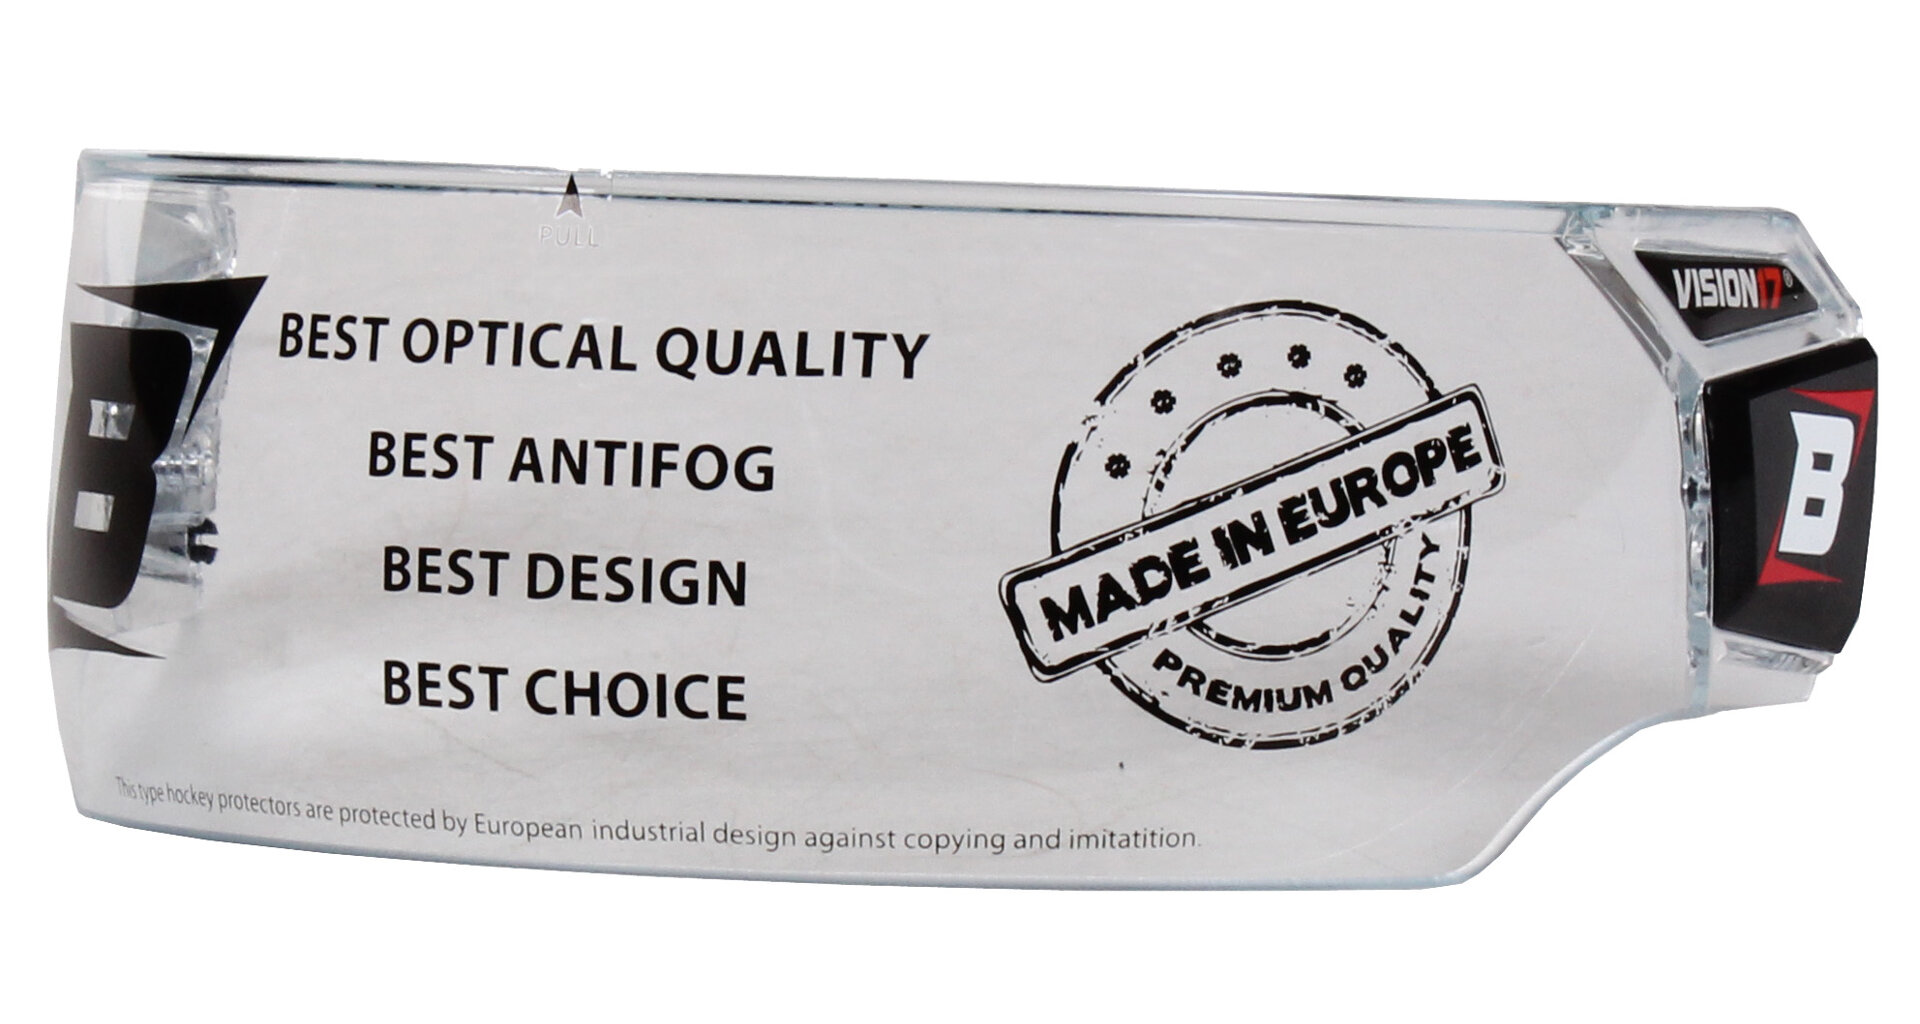 PULL
VISION17®
B
B
BEST OPTICAL QUALITY
BEST ANTIFOG
BEST DESIGN
BEST CHOICE
MADE IN EUROPE
PREMIUM QUALITY
This type hockey protectors are protected by European industrial design against copying and imitatition.